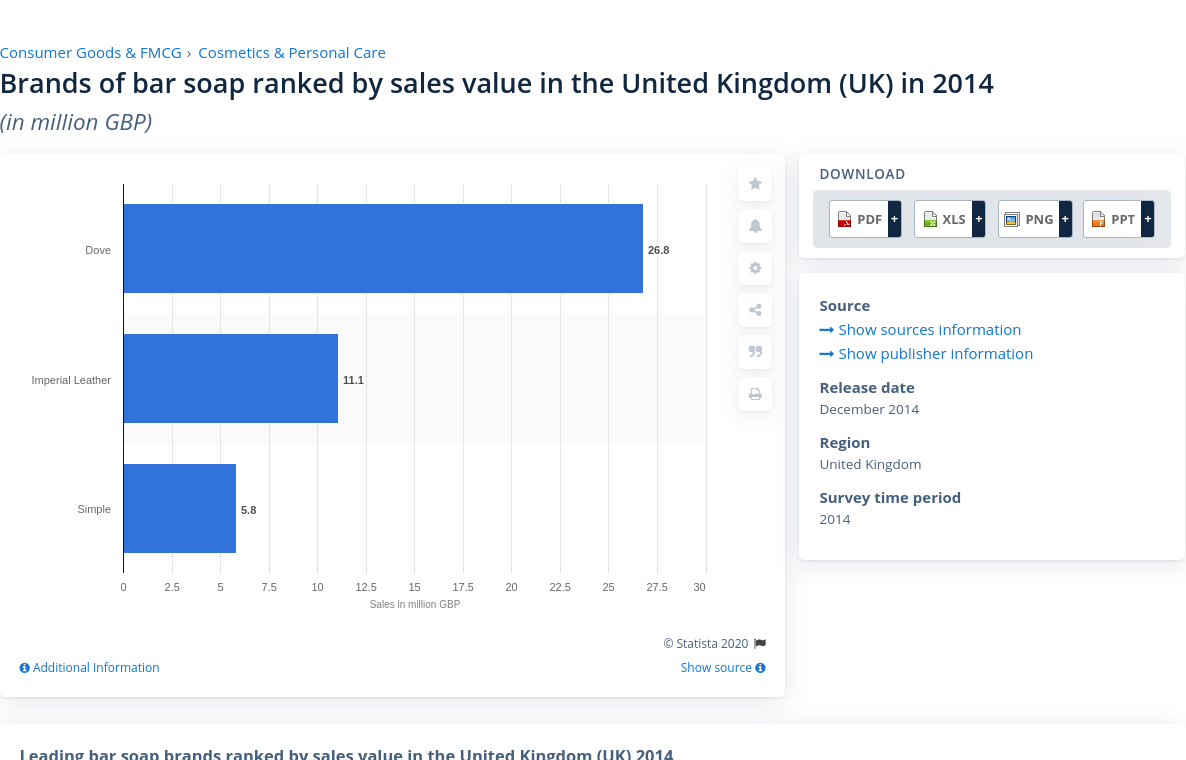 Consumer Goods & FMCG › Cosmetics & Personal Care
Brands of bar soap ranked by sales value in the United Kingdom (UK) in 2014
(in million GBP)
Dove
26.8
Imperial Leather
11.1
Simple
5.8
0 2.5 5 7.5 10 12.5 15 17.5 20 22.5 25 27.5 30
Sales in million GBP
© Statista 2020
Additional Information
Show source
DOWNLOAD
PDF + XLS + PNG + PPT +
Source
Show sources information
Show publisher information
Release date
December 2014
Region
United Kingdom
Survey time period
2014
Leading bar soap brands ranked by sales value in the United Kingdom (UK) 2014